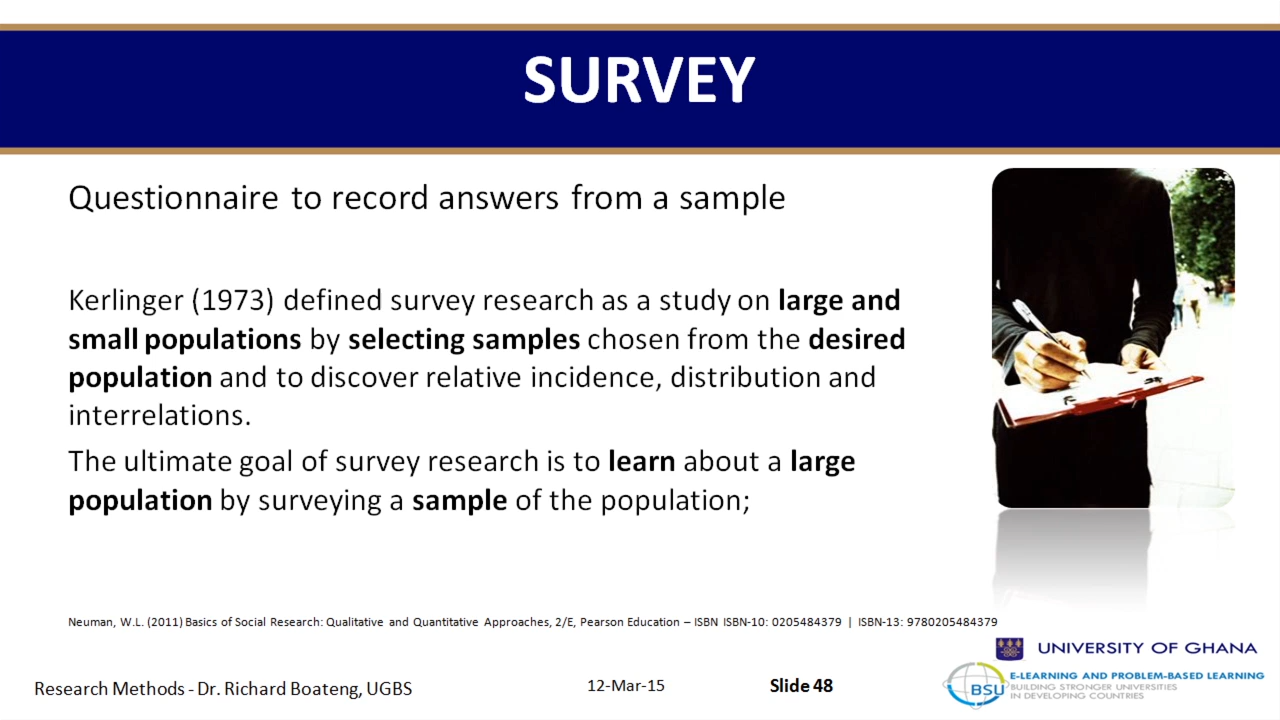 SURVEY
Questionnaire to record answers from a sample
Kerlinger (1973) defined survey research as a study on large and
small populations by selecting samples chosen from the desired
population and to discover relative incidence, distribution and
interrelations.
The ultimate goal of survey research is to learn about a large
population by surveying a sample of the population;
Neuman, W.L. (2011) Basics of Social Research: Qualitative and Quantitative Approaches, 2/E, Pearson Education – ISBN ISBN-10: 0205484379 | ISBN-13: 9780205484379
UNIVERSITY OF GHANA
Research Methods - Dr. Richard Boateng, UGBS
12-Mar-15
Slide 48
BSU
E-LEARNING AND PROBLEM-BASED LEARNING
BUILDING STRONGER UNIVERSITIES
IN DEVELOPING COUNTRIES